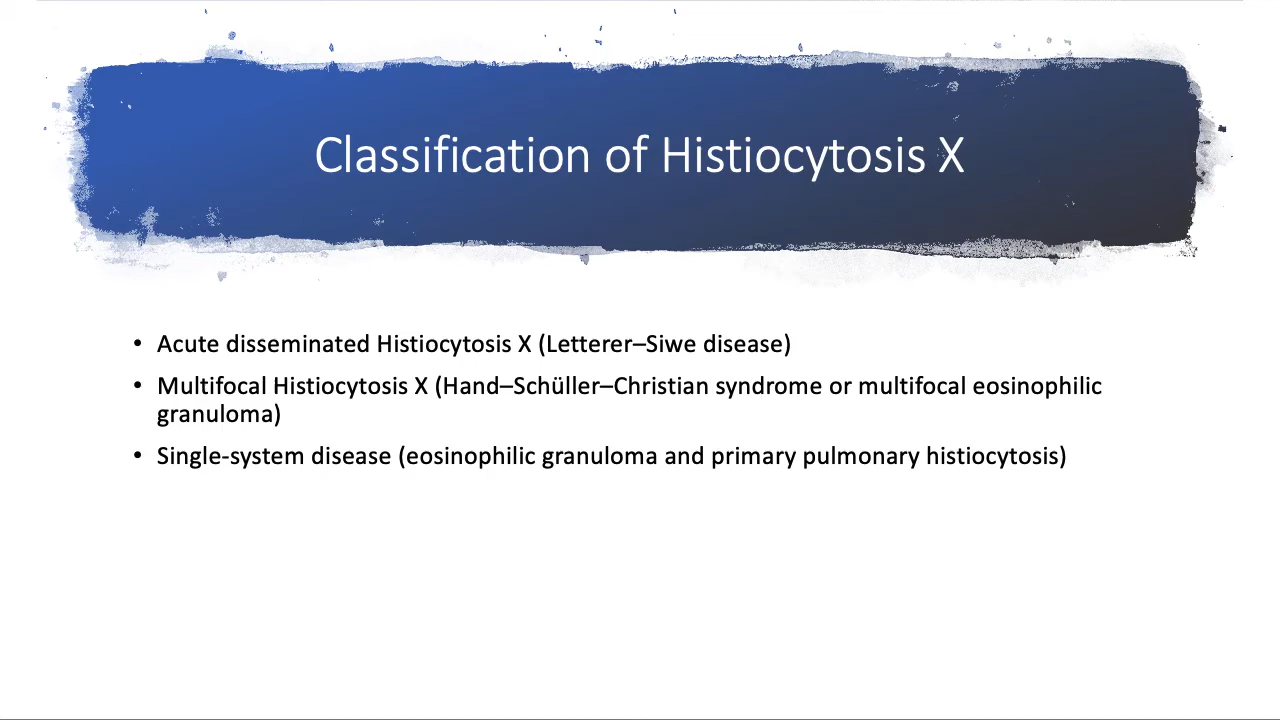 Classification of Histiocytosis X
• Acute disseminated Histiocytosis X (Letterer–Siwe disease)
• Multifocal Histiocytosis X (Hand–Schüller–Christian syndrome or multifocal eosinophilic
granuloma)
• Single-system disease (eosinophilic granuloma and primary pulmonary histiocytosis)